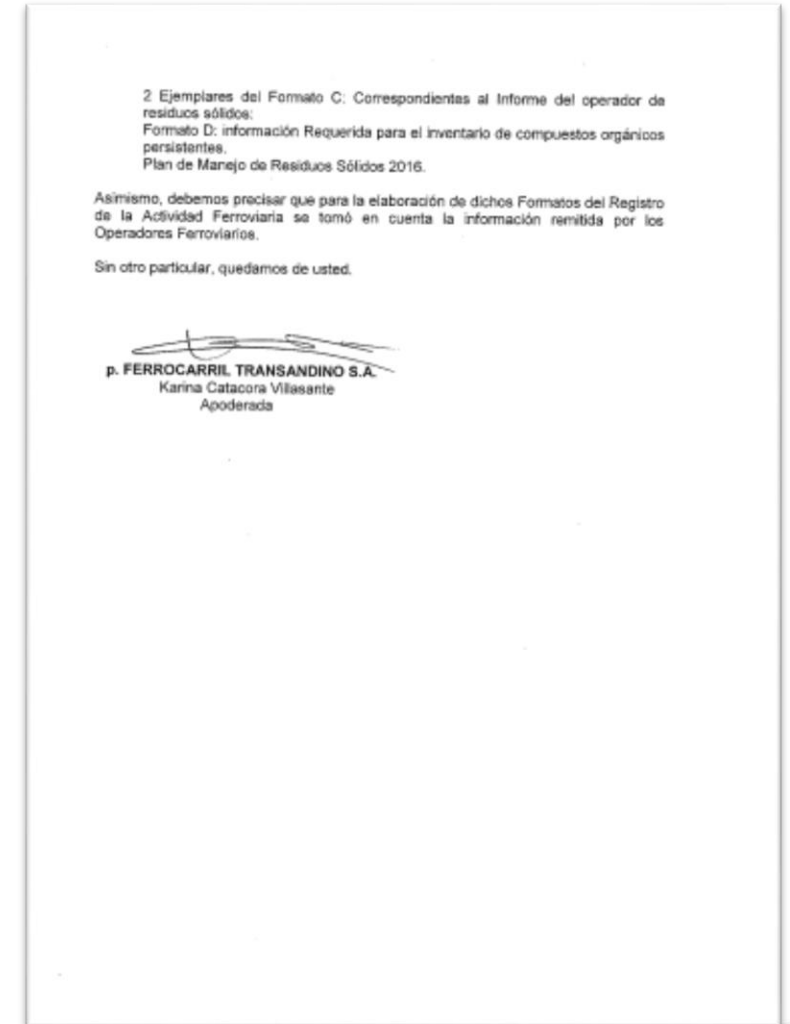 2 Ejemplares del Formato C: Correspondientes al Informe del operador de
residuos sólidos:
Formato D: información Requerida para el inventario de compuestos orgánicos
persistentes.
Plan de Manejo de Residuos Sólidos 2016.
Asimismo, debemos precisar que para la elaboración de dichos Formatos del Registro
de la Actividad Ferroviaria se tomó en cuenta la información remitida por los
Operadores Ferroviarios.
Sin otro particular, quedamos de usted.
p. FERROCARRIL TRANSANDINO S.A.
Karina Catacora Villasante
Apoderada